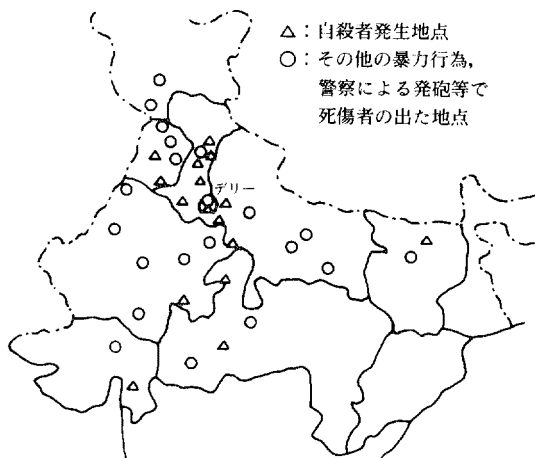 △：自殺者発生地点
○：その他の暴力行為，
警察による発砲等で
死傷者の出た地点
デリー